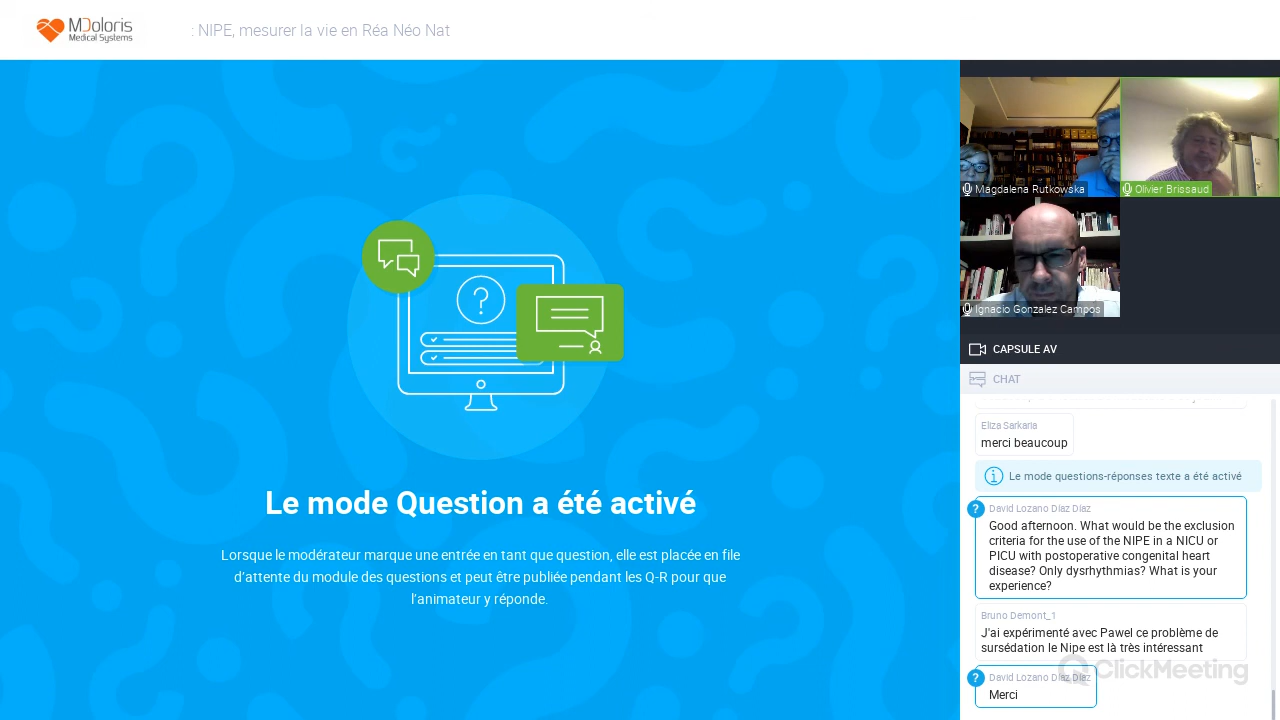 MDoloris
Medical Systems
: NIPE, mesurer la vie en Réa Néo Nat
Le mode Question a été activé
Lorsque le modérateur marque une entrée en tant que question, elle est placée en file
d'attente du module des questions et peut être publiée pendant les Q-R pour que
l'animateur y réponde.
Magdalena Rutkowska
Olivier Brissaud
Ignacio Gonzalez Campos
CAPSULE AV
CHAT
Eliza Sarkaria
merci beaucoup
Le mode questions-réponses texte a été activé
David Lozano Díaz Díaz
Good afternoon. What would be the exclusion
criteria for the use of the NIPE in a NICU or
PICU with postoperative congenital heart
disease? Only dysrhythmias? What is your
experience?
Bruno Demont_1
J'ai expérimenté avec Pawel ce problème de
sursédation le Nipe est là très intéressant
David Lozano Díaz Díaz
Merci
ClickMeeting